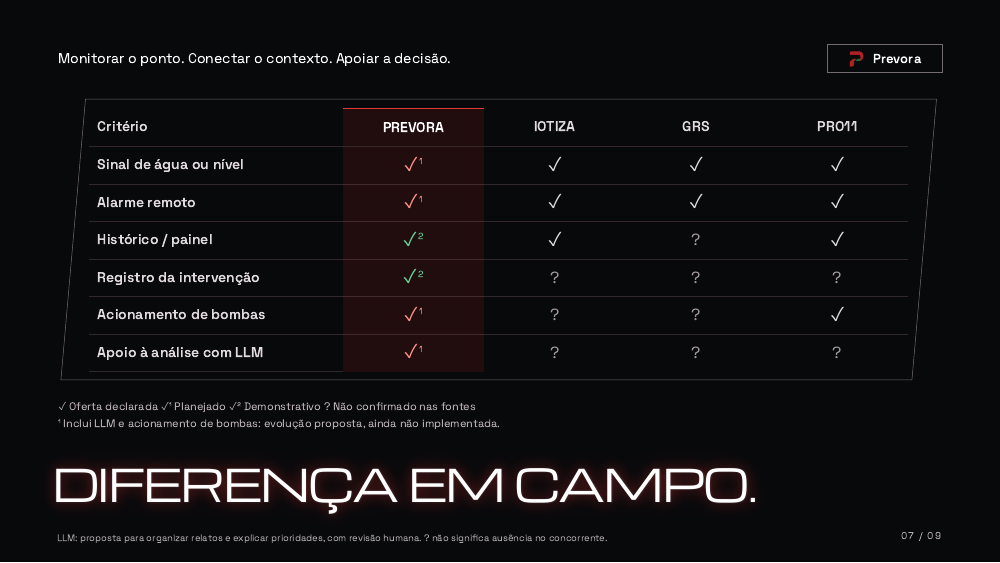 Monitorar o ponto. Conectar o contexto. Apoiar a decisão.
Prevora
Critério PREVORA IOTIZA GRS PRO11
Sinal de água ou nível ✓¹ ✓ ✓ ✓
Alarme remoto ✓¹ ✓ ✓ ✓
Histórico / painel ✓² ✓ ? ✓
Registro da intervenção ✓² ? ? ?
Acionamento de bombas ✓¹ ? ? ✓
Apoio à análise com LLM ✓¹ ? ? ?
✓ Oferta declarada ✓¹ Planejado ✓² Demonstrativo ? Não confirmado nas fontes
¹ Inclui LLM e acionamento de bombas: evolução proposta, ainda não implementada.
DIFERENÇA EM CAMPO.
LLM: proposta para organizar relatos e explicar prioridades, com revisão humana. ? não significa ausência no concorrente.
07 / 09